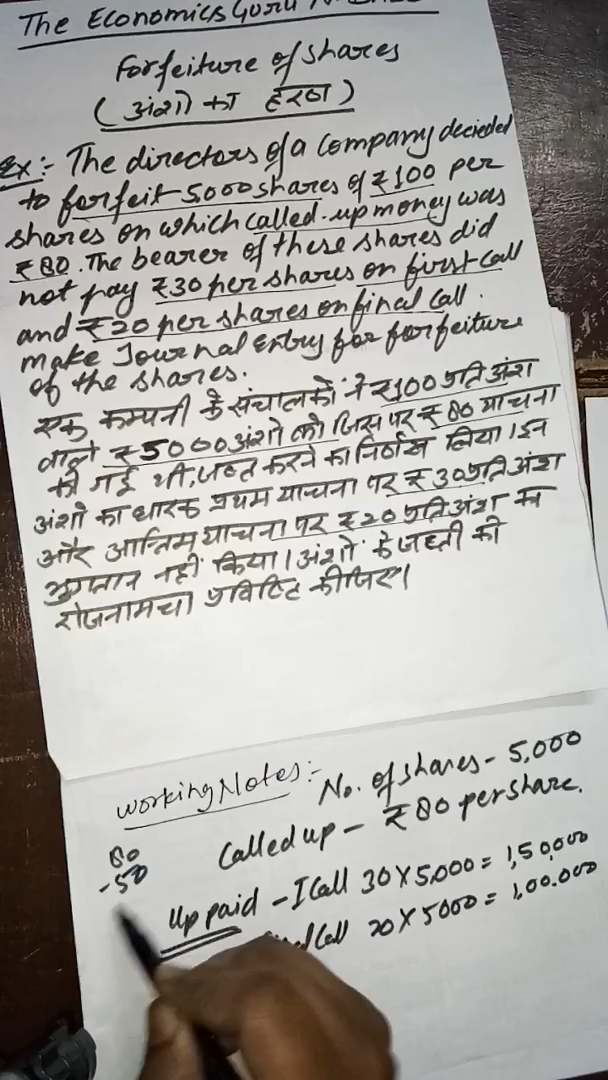 The Economics Guru
Forfeiture of shares
(अंशो का हरण)
Ex:- The directors of a Company decieded
to forfeit 5000 shares of ₹100 per
shares on which called-up money was
₹80. The bearer of these shares did
not pay ₹30 per shares on first call
and ₹20 per shares on final call.
make Journal Entry for forfeiture
of the shares.
एक कम्पनी के संचालकों ने ₹100 प्रति अंश
वाले ₹5000 अंशो को जिस पर ₹80 याचना
की गई थी, जब्त करने का निर्णय लिया। इन
अंशो का धारक प्रथम याचना पर ₹30 प्रति अंश
और अन्तिम याचना पर ₹20 प्रति अंश का
भुगतान नहीं किया। अंशो के जब्ती की
रोजनामचा प्रविष्टि कीजिए।
Working Notes:-
No. of shares - 5,000
Called up - ₹80 per share.
80
-50
Up paid - I Call 30 X 5,000 = 1,50,000
Call 20 X 5000 = 1,00,000